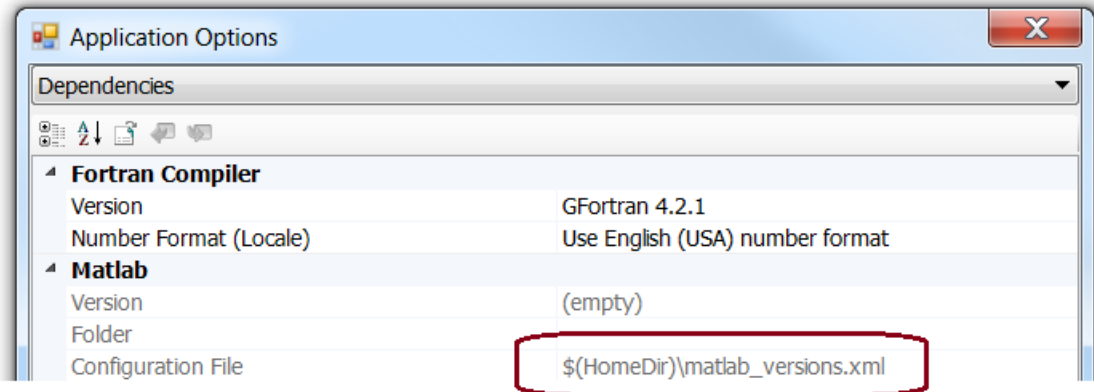 Application Options
Dependencies
Fortran Compiler
Version GFortran 4.2.1
Number Format (Locale) Use English (USA) number format
Matlab
Version (empty)
Folder
Configuration File $(HomeDir)\matlab_versions.xml